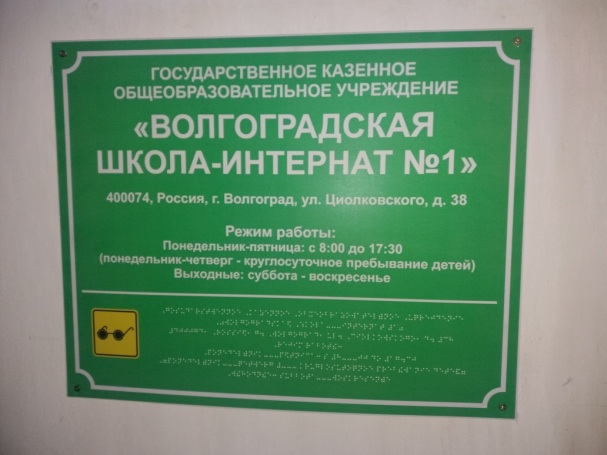 ГОСУДАРСТВЕННОЕ КАЗЕННОЕ
ОБЩЕОБРАЗОВАТЕЛЬНОЕ УЧРЕЖДЕНИЕ
«ВОЛГОГРАДСКАЯ
ШКОЛА-ИНТЕРНАТ №1»
400074, Россия, г. Волгоград, ул. Циолковского, д. 38
Режим работы:
Понедельник-пятница: с 8:00 до 17:30
(понедельник-четверг - круглосуточное пребывание детей)
Выходные: суббота - воскресенье